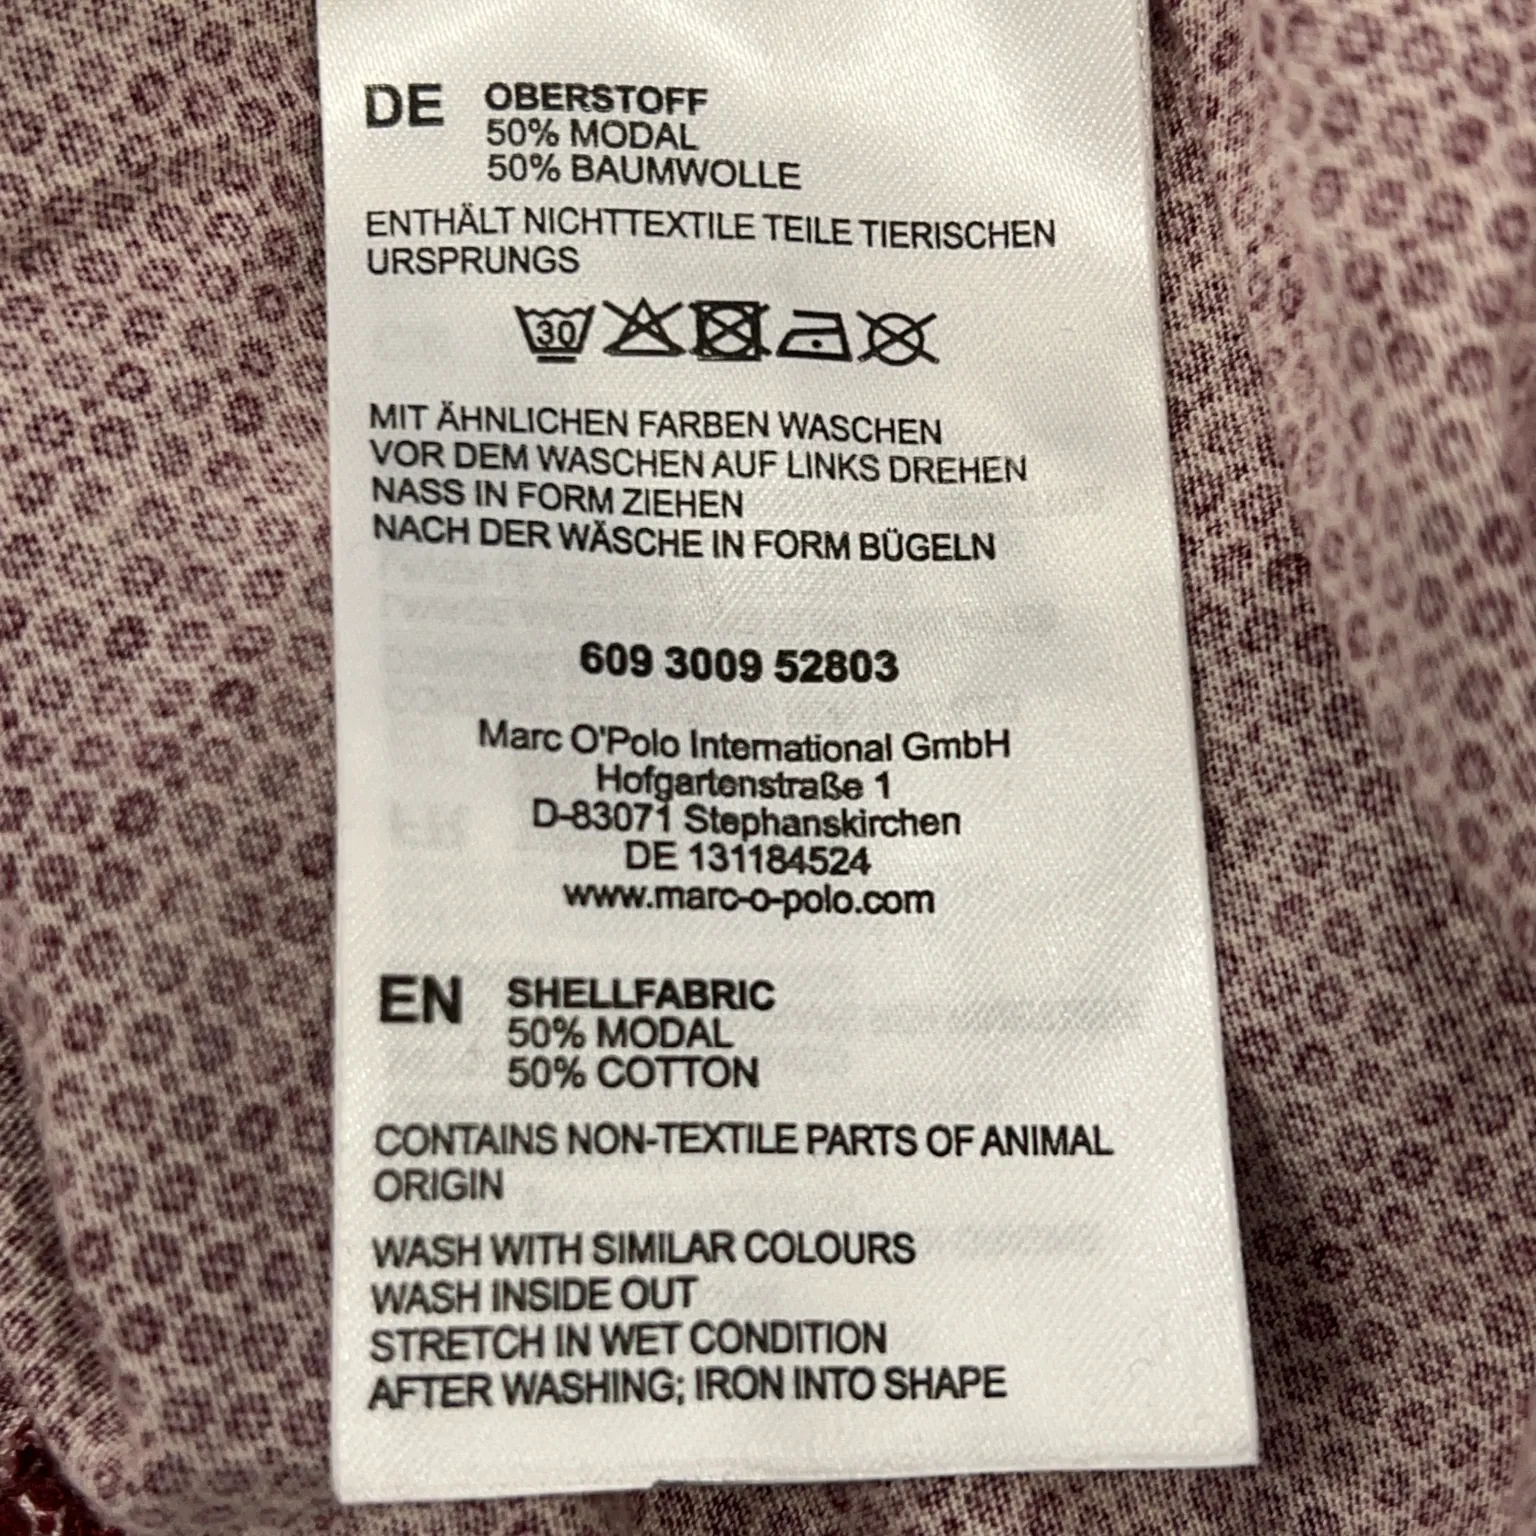 DE OBERSTOFF
50% MODAL
50% BAUMWOLLE
ENTHÄLT NICHTTEXTILE TEILE TIERISCHEN
URSPRUNGS
30
MIT ÄHNLICHEN FARBEN WASCHEN
VOR DEM WASCHEN AUF LINKS DREHEN
NASS IN FORM ZIEHEN
NACH DER WÄSCHE IN FORM BÜGELN
609 3009 52803
Marc O'Polo International GmbH
Hofgartenstraße 1
D-83071 Stephanskirchen
DE 131184524
www.marc-o-polo.com
EN SHELLFABRIC
50% MODAL
50% COTTON
CONTAINS NON-TEXTILE PARTS OF ANIMAL
ORIGIN
WASH WITH SIMILAR COLOURS
WASH INSIDE OUT
STRETCH IN WET CONDITION
AFTER WASHING; IRON INTO SHAPE